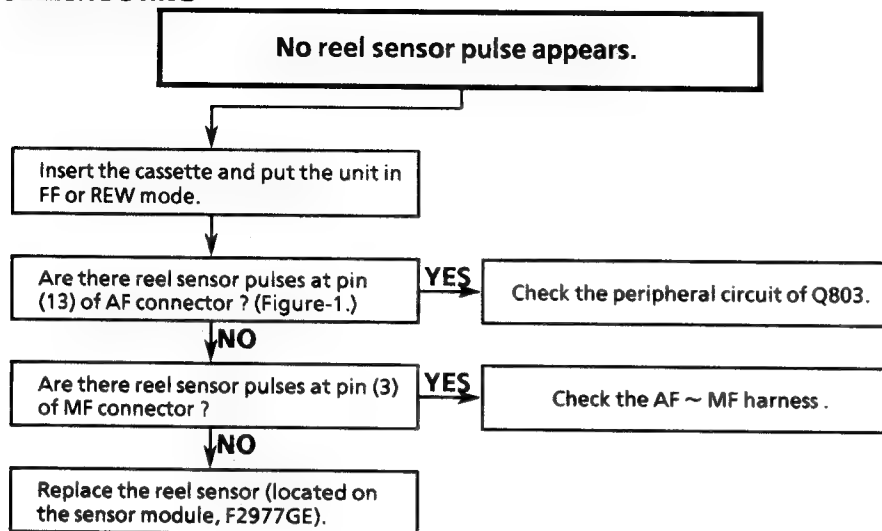 No reel sensor pulse appears.
Insert the cassette and put the unit in
FF or REW mode.
Are there reel sensor pulses at pin
(13) of AF connector ? (Figure-1.)
YES
Check the peripheral circuit of Q803.
NO
Are there reel sensor pulses at pin (3)
of MF connector ?
YES
Check the AF ~ MF harness .
NO
Replace the reel sensor (located on
the sensor module, F2977GE).